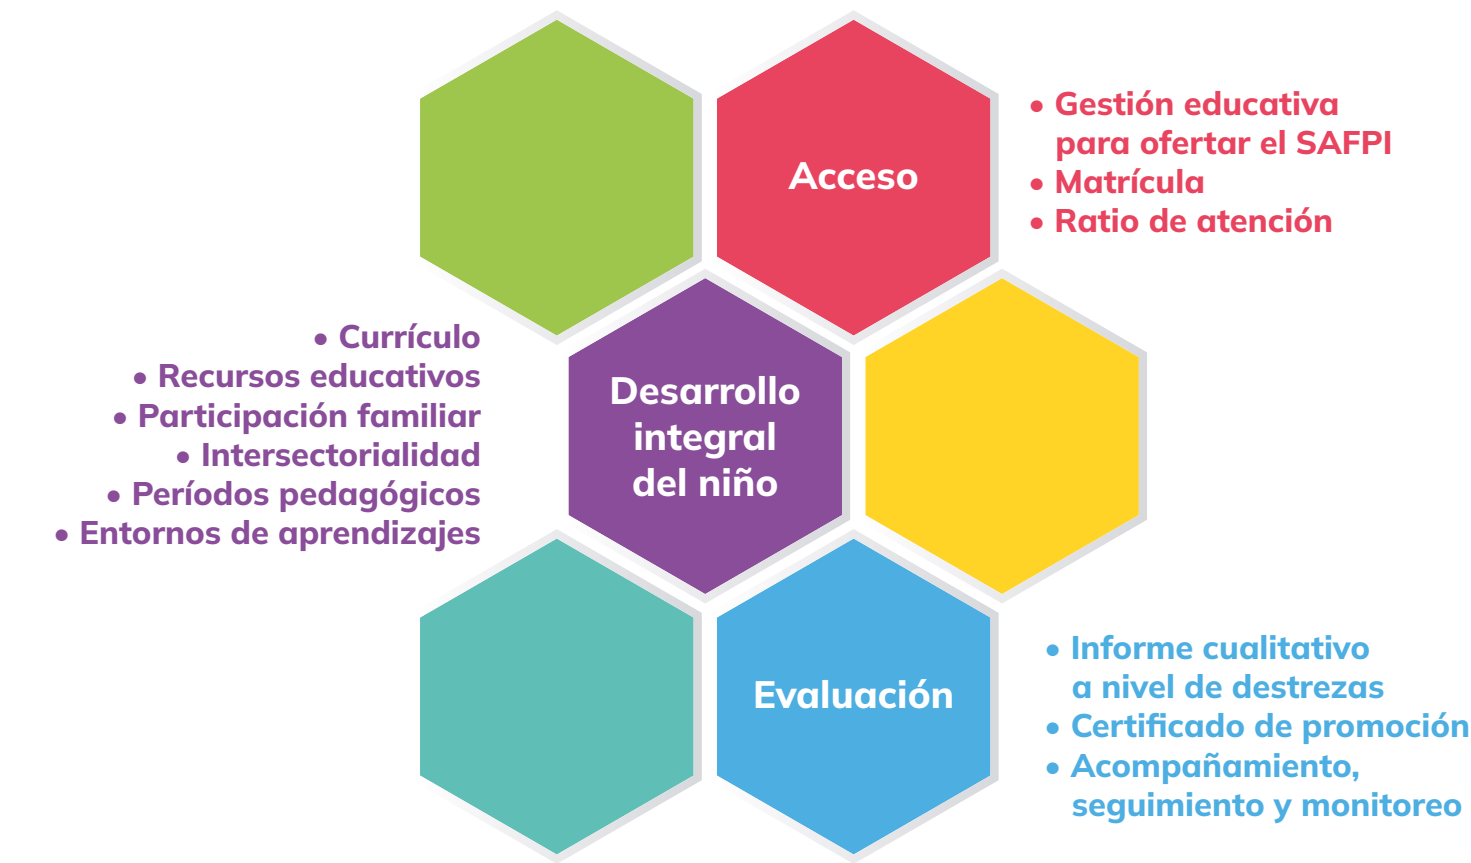 Acceso
• Gestión educativa
para ofertar el SAFPI
• Matrícula
• Ratio de atención
• Currículo
• Recursos educativos
• Participación familiar
• Intersectorialidad
• Períodos pedagógicos
• Entornos de aprendizajes
Desarrollo
integral
del niño
Evaluación
• Informe cualitativo
a nivel de destrezas
• Certificado de promoción
• Acompañamiento,
seguimiento y monitoreo